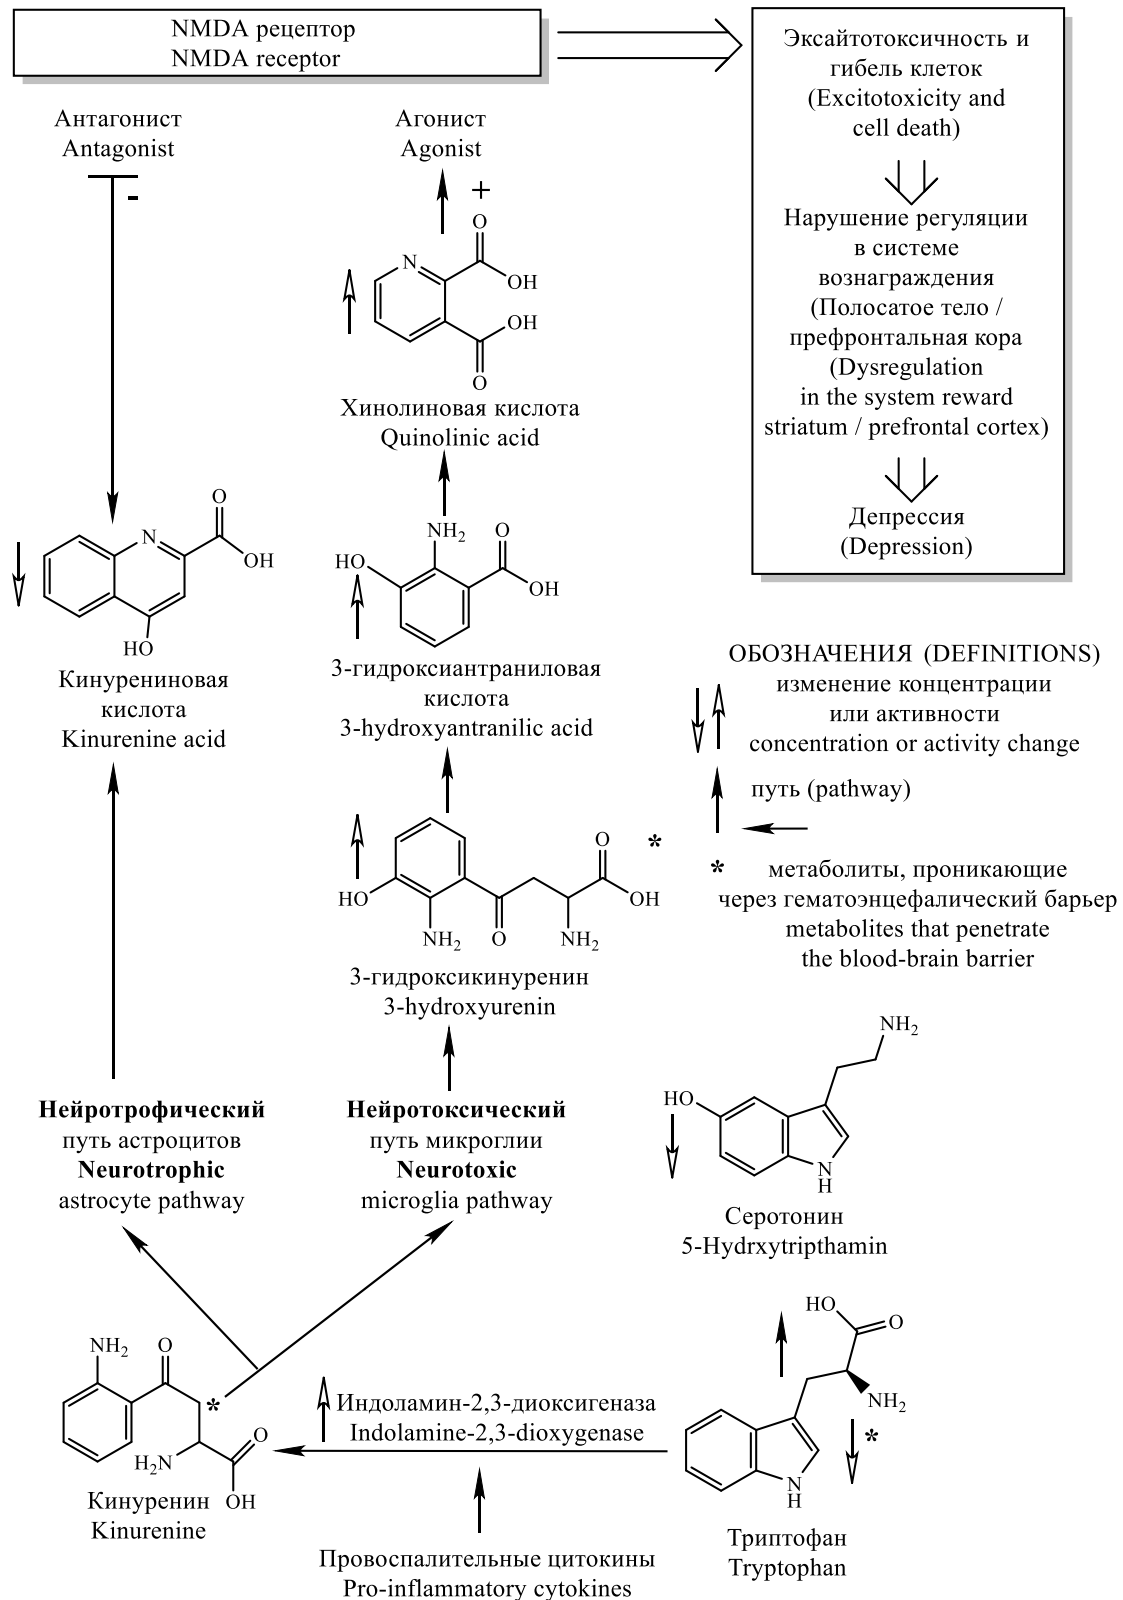 NMDA рецептор
NMDA receptor
Эксайтотоксичность и
гибель клеток
(Excitotoxicity and
cell death)
Нарушение регуляции
в системе
вознаграждения
(Полосатое тело /
префронтальная кора
(Dysregulation
in the system reward
striatum / prefrontal cortex)
Депрессия
(Depression)
Антагонист
Antagonist
-
Агонист
Agonist
+
N
O
OH
OH
O
Хинолиновая кислота
Quinolinic acid
N
O
OH
HO
Кинурениновая
кислота
Kinurenine acid
NH2
O
HO
OH
3-гидроксиантраниловая
кислота
3-hydroxyantranilic acid
ОБОЗНАЧЕНИЯ (DEFINITIONS)
изменение концентрации
или активности
concentration or activity change
путь (pathway)
* метаболиты, проникающие
через гематоэнцефалический барьер
metabolites that penetrate
the blood-brain barrier
*
O
HO
OH
NH2
O
NH2
3-гидроксикинуренин
3-hydroxyurenin
Нейротрофический
путь астроцитов
Neurotrophic
astrocyte pathway
Нейротоксический
путь микроглии
Neurotoxic
microglia pathway
NH2
HO
N
H
Серотонин
5-Hydrxytripthamin
NH2
O
*
H2N
O
OH
Кинуренин
Kinurenine
Индоламин-2,3-диоксигеназа
Indolamine-2,3-dioxygenase
Провоспалительные цитокины
Pro-inflammatory cytokines
HO
O
NH2
*
N
H
Триптофан
Tryptophan